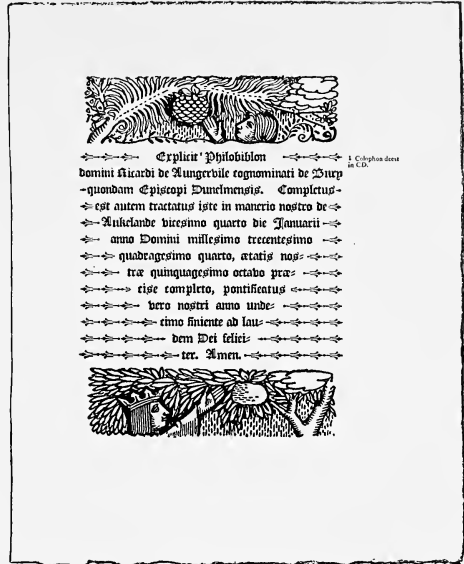 Explicit¹ Philobiblon
domini Ricardi de Aungervile cognominati de Bury
quondam Episcopi Dunelmensis. Completus
est autem tractatus iste in manerio nostro de
Aukelande vicesimo quarto die Januarii
anno Domini millesimo trecentesimo
quadragesimo quarto, ætatis nos-
træ quinquagesimo octavo præ-
cise completo, pontificatus
vero nostri anno unde-
cimo finiente ad lau-
dem Dei felici-
ter. Amen.
1 Colophon deest
in CD.